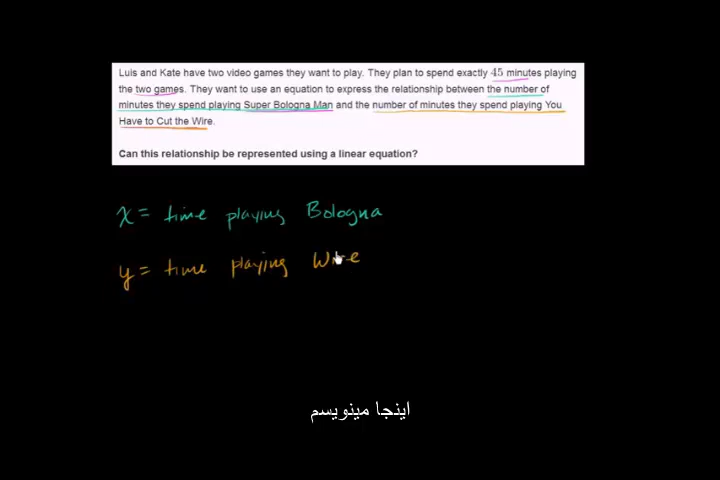 Luis and Kate have two video games they want to play. They plan to spend exactly 45 minutes playing
the two games. They want to use an equation to express the relationship between the number of
minutes they spend playing Super Bologna Man and the number of minutes they spend playing You
Have to Cut the Wire.
Can this relationship be represented using a linear equation?
x = time playing Bologna
y = time playing Wire
اینجا مینویسم